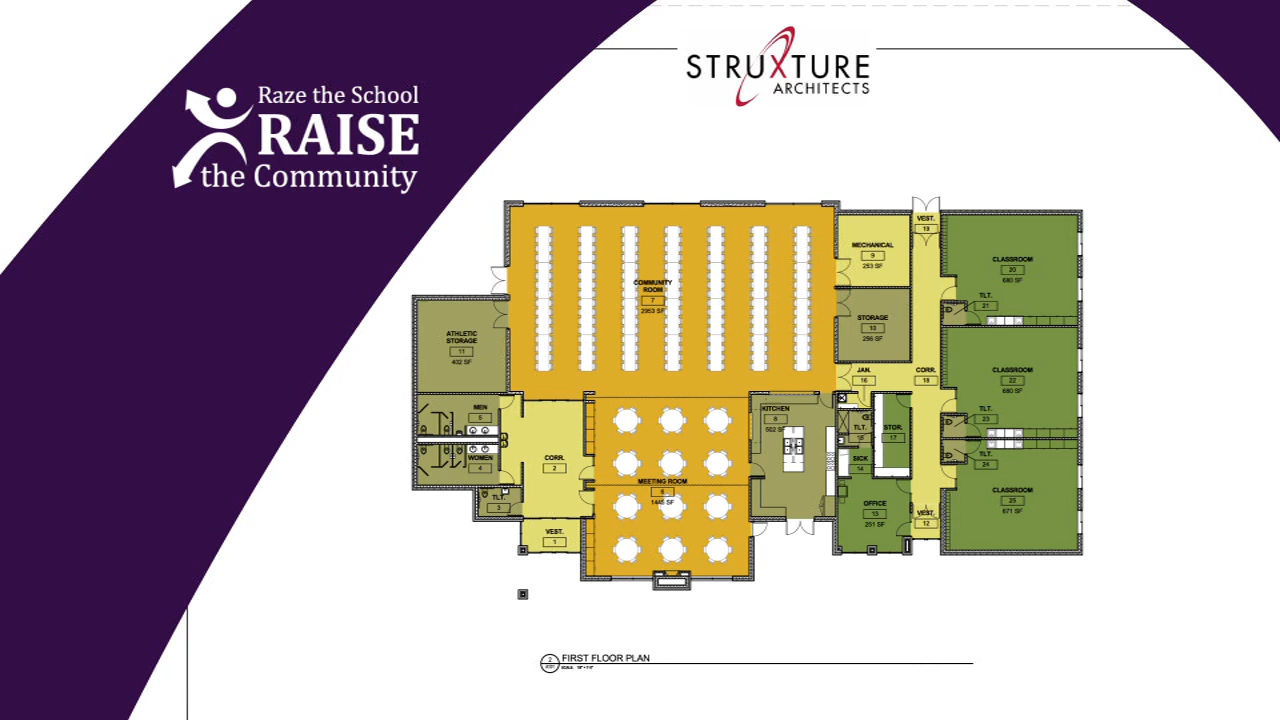 Raze the School
RAISE
the Community
STRUXTURE
ARCHITECTS
VEST.
19
MECHANICAL
9
253 SF
CLASSROOM
20
680 SF
COMMUNITY
ROOM
7
2953 SF
TLT.
21
STORAGE
10
256 SF
ATHLETIC
STORAGE
11
402 SF
JAN.
16
CORR.
18
CLASSROOM
22
680 SF
MEN
5
KITCHEN
8
502 SF
TLT.
23
TLT.
15
STOR.
17
WOMEN
4
CORR.
2
SICK
14
TLT.
24
MEETING ROOM
6
1445 SF
CLASSROOM
25
671 SF
TLT.
3
OFFICE
13
251 SF
VEST.
12
VEST.
1
2
FIRST FLOOR PLAN
SCALE